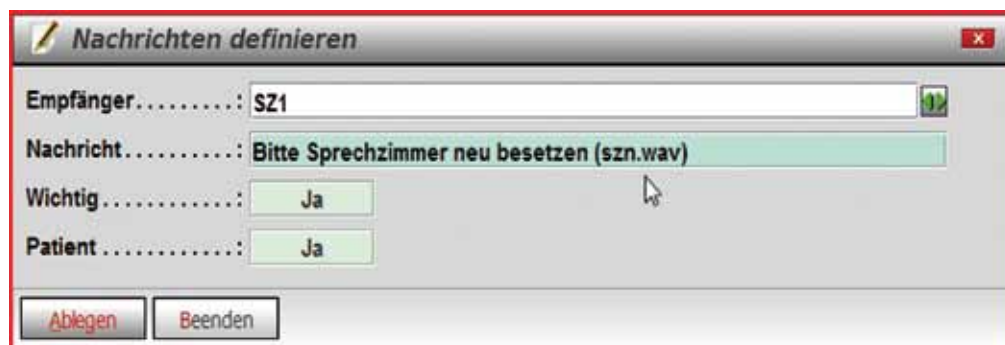 Nachrichten definieren
Empfänger.........: SZ1
Nachricht..........: Bitte Sprechzimmer neu besetzen (szn.wav)
Wichtig............: Ja
Patient............: Ja
Ablegen Beenden